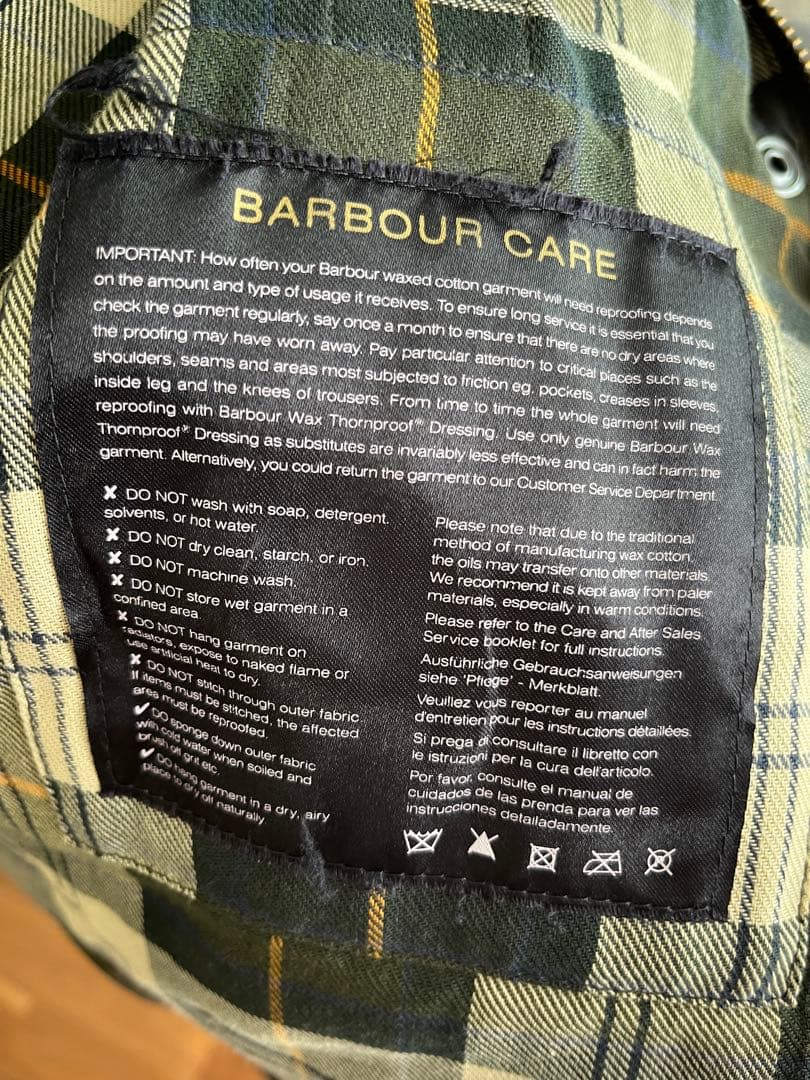 BARBOUR CARE
IMPORTANT: How often your Barbour waxed cotton garment will need reproofing depends
on the amount and type of usage it receives. To ensure long service it is essential that you
check the garment regularly, say once a month to ensure that there are no dry areas where
the proofing may have worn away. Pay particular attention to critical places such as the
shoulders, seams and areas most subjected to friction eg. pockets, creases in sleeves,
inside leg and the knees of trousers. From time to time the whole garment will need
reproofing with Barbour Wax Thornproof® Dressing. Use only genuine Barbour Wax
Thornproof® Dressing as substitutes are invariably less effective and can in fact harm the
garment. Alternatively, you could return the garment to our Customer Service Department.
✘ DO NOT wash with soap, detergent.
solvents, or hot water.
✘ DO NOT dry clean, starch, or iron.
✘ DO NOT machine wash.
✘ DO NOT store wet garment in a
confined area
✘ DO NOT hang garment on
radiators, expose to naked flame or
use artificial heat to dry.
✘ DO NOT stitch through outer fabric
If items must be stitched, the affected
area must be reproofed.
✔ DO sponge down outer fabric
with cold water when soiled and
brush off grit etc.
✔ DO hang garment in a dry, airy
place to dry off naturally
Please note that due to the traditional
method of manufacturing wax cotton,
the oils may transfer onto other materials.
We recommend it is kept away from paler
materials, especially in warm conditions.
Please refer to the Care and After Sales
Service booklet for full instructions.
Ausführliche Gebrauchsanweisungen
siehe 'Pflege' - Merkblatt.
Veuillez vous reporter au manuel
d'entretien pour les instructions détaillées.
Si prega di consultare il libretto con
le istruzioni per la cura dell'articolo.
Por favor, consulte el manual de
cuidados de las prenda para ver las
instrucciones detalladamente.